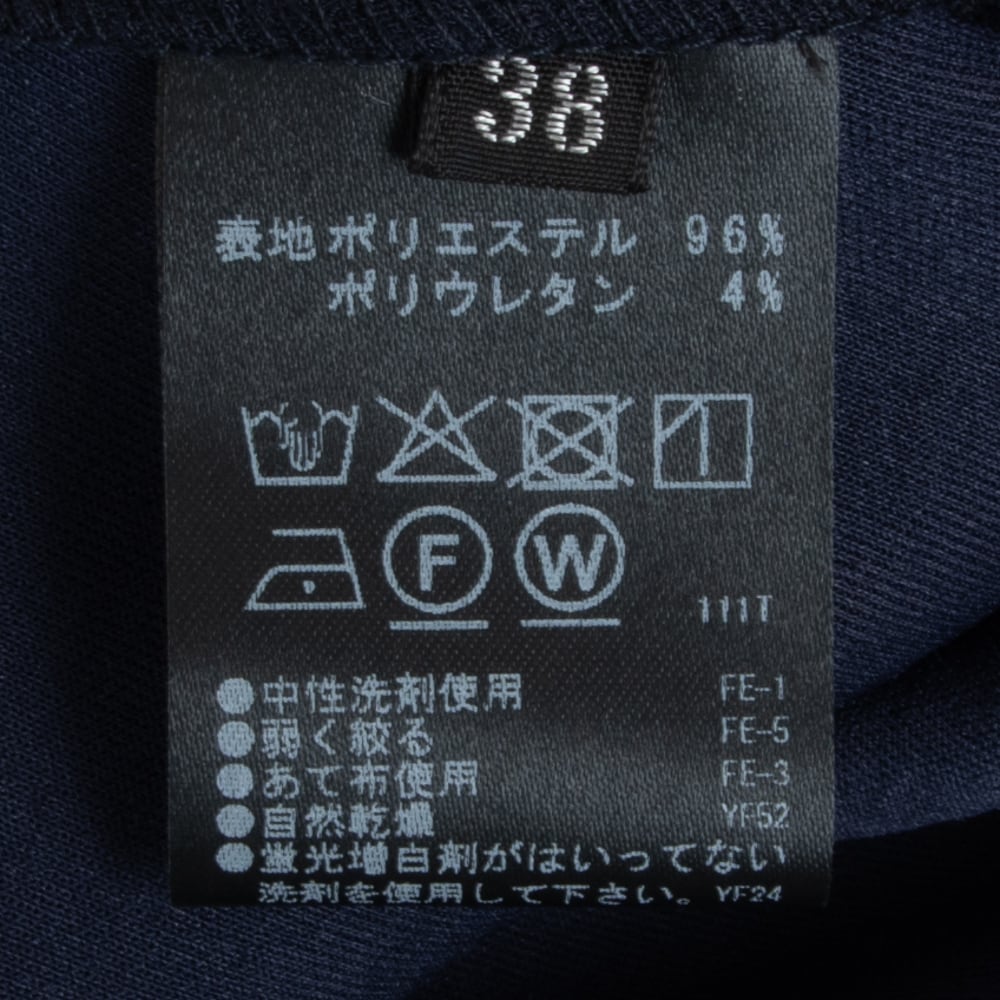 38
表地 ポリエステル 96%
ポリウレタン 4%
F W
111T
●中性洗剤使用 FE-1
●弱く絞る FE-5
●あて布使用 FE-3
●自然乾燥 YF52
●蛍光増白剤がはいってない
洗剤を使用して下さい。 YF24